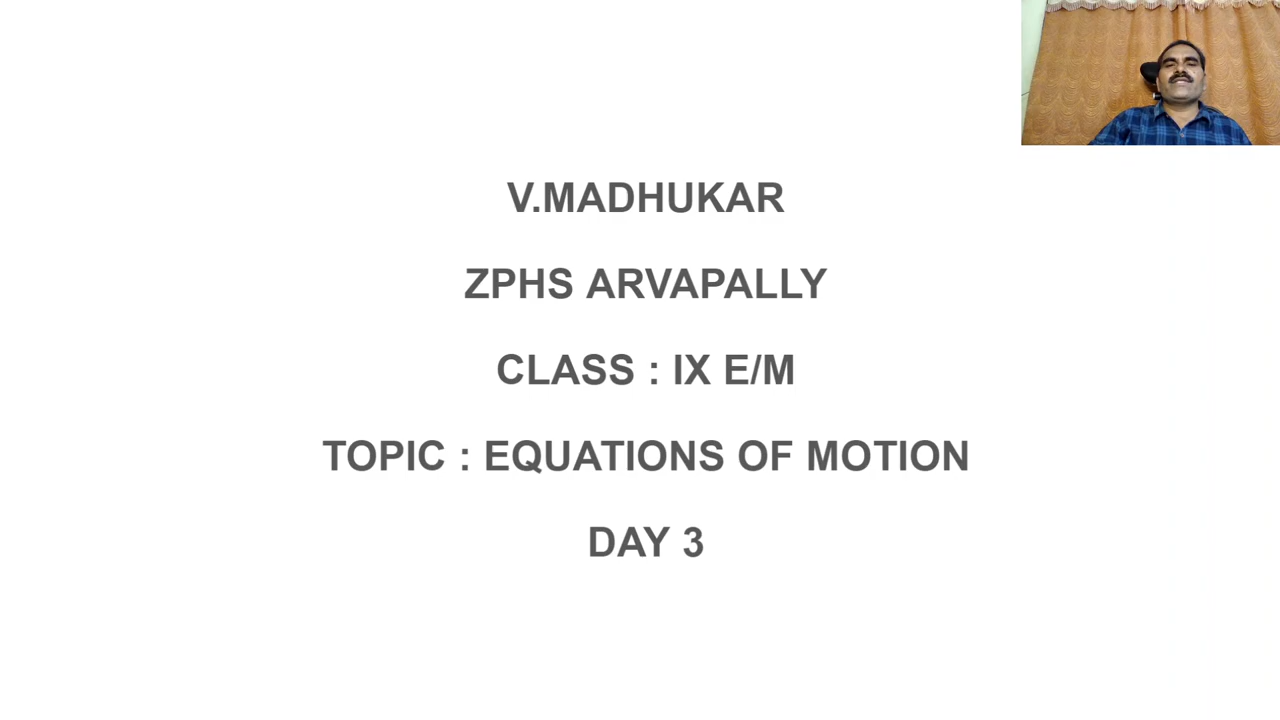 V.MADHUKAR
ZPHS ARVAPALLY
CLASS : IX E/M
TOPIC : EQUATIONS OF MOTION
DAY 3